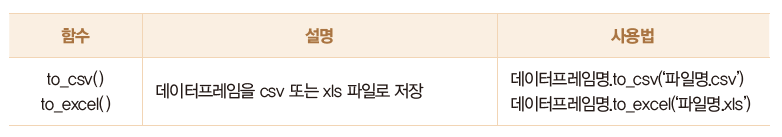 함수 설명 사용법
to_csv() 데이터프레임명.to_csv(‘파일명.csv’)
데이터프레임을 csv 또는 xls 파일로 저장
to_excel() 데이터프레임명.to_excel(‘파일명.xls’)